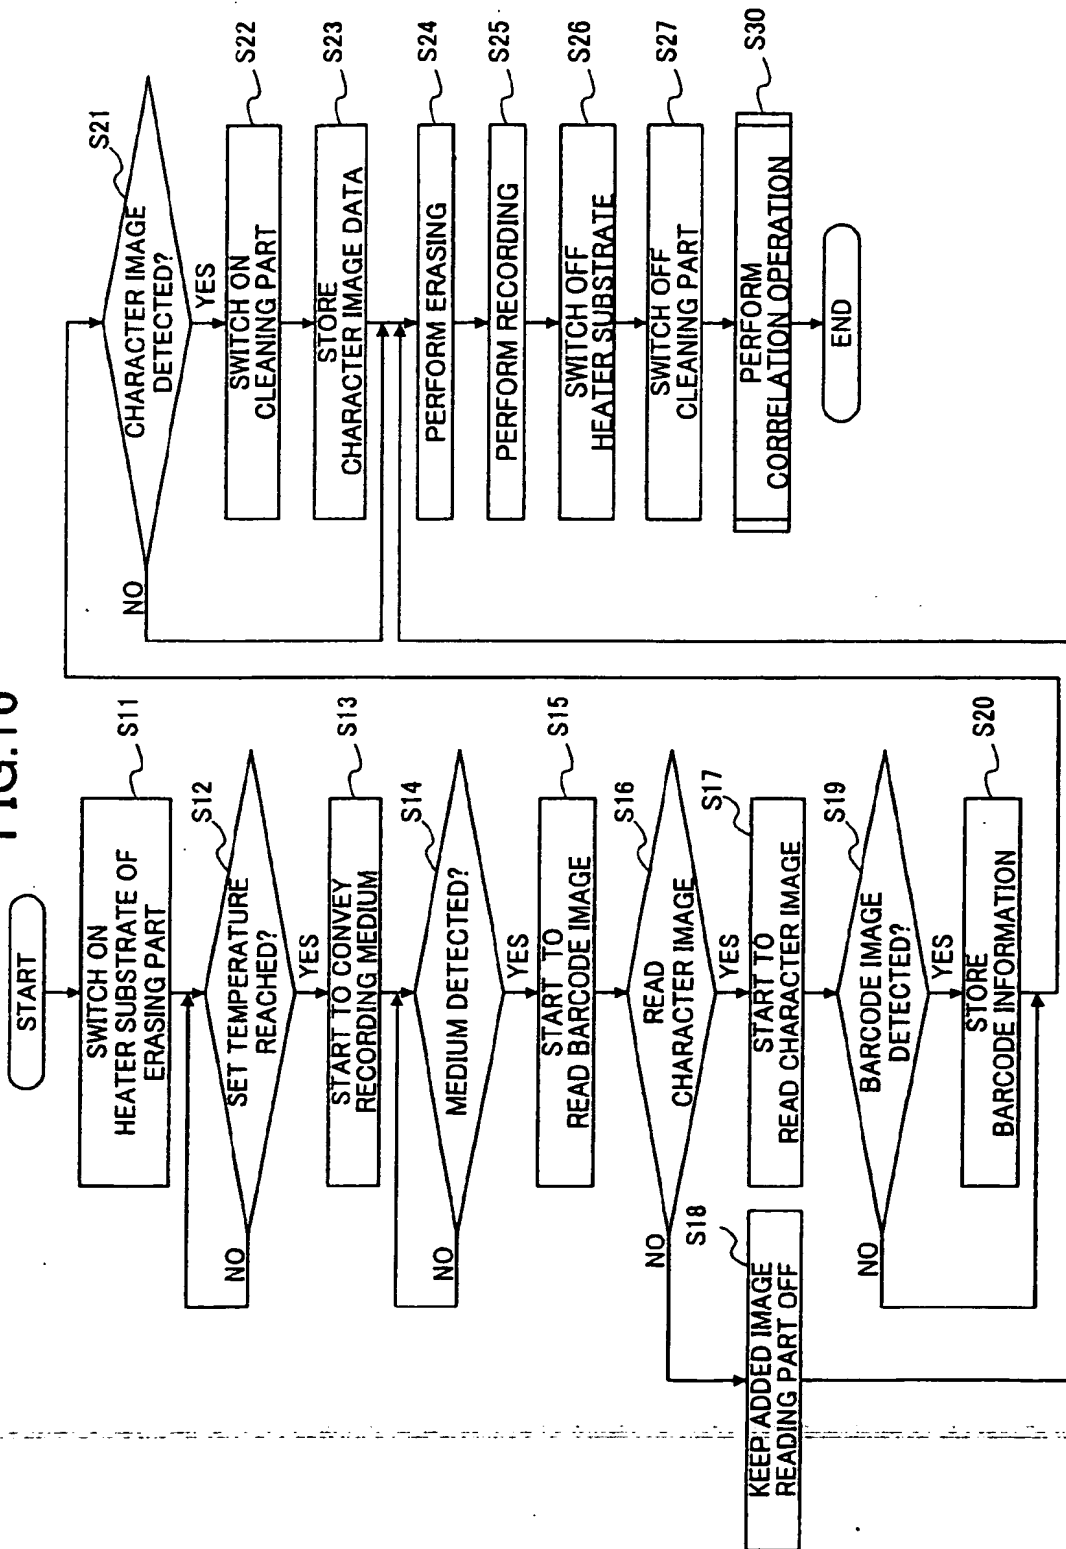 FIG.10
START
SWITCH ON
HEATER SUBSTRATE OF
ERASING PART
S11
SET TEMPERATURE
REACHED?
S12
NO
YES
START TO CONVEY
RECORDING MEDIUM
S13
MEDIUM DETECTED?
S14
NO
YES
START TO
READ BARCODE IMAGE
S15
READ
CHARACTER IMAGE
S16
NO
YES
START TO
READ CHARACTER IMAGE
S17
KEEP ADDED IMAGE
READING PART OFF
S18
BARCODE IMAGE
DETECTED?
S19
NO
YES
STORE
BARCODE INFORMATION
S20
CHARACTER IMAGE
DETECTED?
S21
NO
YES
SWITCH ON
CLEANING PART
S22
STORE
CHARACTER IMAGE DATA
S23
PERFORM ERASING
S24
PERFORM RECORDING
S25
SWITCH OFF
HEATER SUBSTRATE
S26
SWITCH OFF
CLEANING PART
S27
PERFORM
CORRELATION OPERATION
S30
END